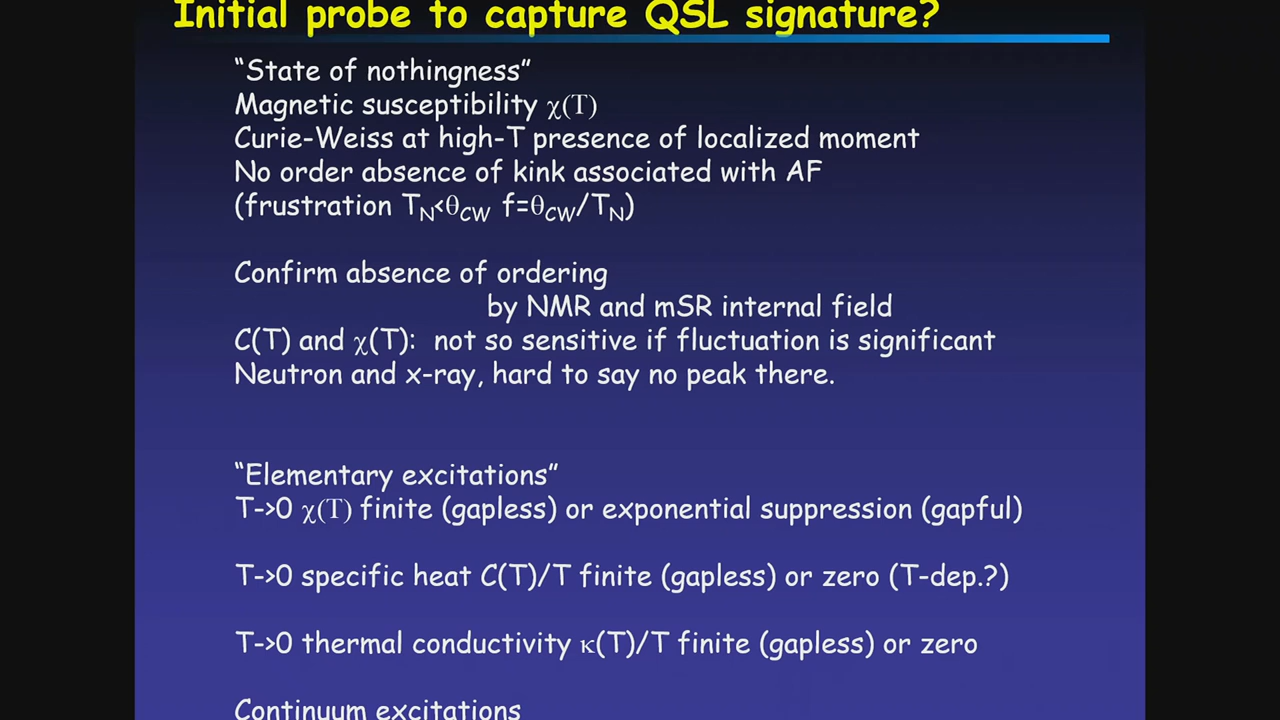 Initial probe to capture QSL signature?
“State of nothingness”
Magnetic susceptibility χ(T)
Curie-Weiss at high-T presence of localized moment
No order absence of kink associated with AF
(frustration T_N<θ_CW f=θ_CW/T_N)
Confirm absence of ordering
by NMR and mSR internal field
C(T) and χ(T): not so sensitive if fluctuation is significant
Neutron and x-ray, hard to say no peak there.
“Elementary excitations”
T->0 χ(T) finite (gapless) or exponential suppression (gapful)
T->0 specific heat C(T)/T finite (gapless) or zero (T-dep.?)
T->0 thermal conductivity κ(T)/T finite (gapless) or zero
Continuum excitations